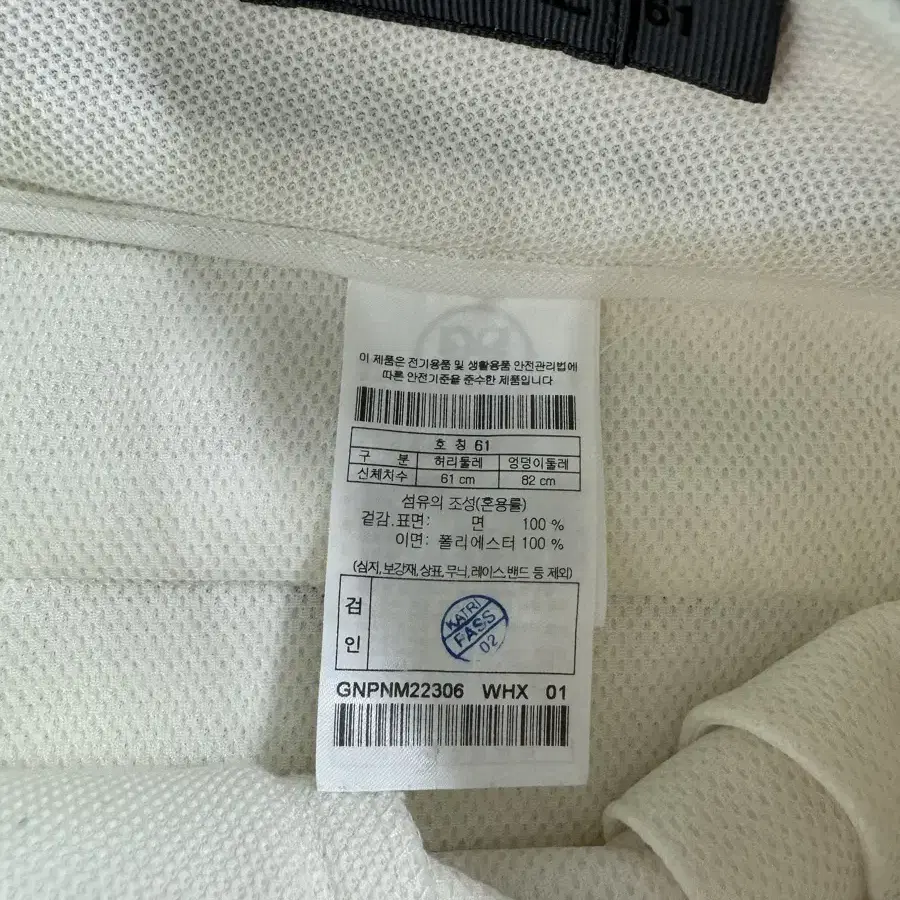 61
이 제품은 전기용품 및 생활용품 안전관리법에
따른 안전기준을 준수한 제품입니다
호 칭 61
구 분 허리둘레 엉덩이둘레
신체치수 61 cm 82 cm
섬유의 조성(혼용률)
겉감.표면: 면 100 %
이면: 폴리에스터 100 %
(심지,보강재,상표,무늬,레이스,밴드 등 제외)
검
인
KATRI
FASS
02
GNPNM22306 WHX 01